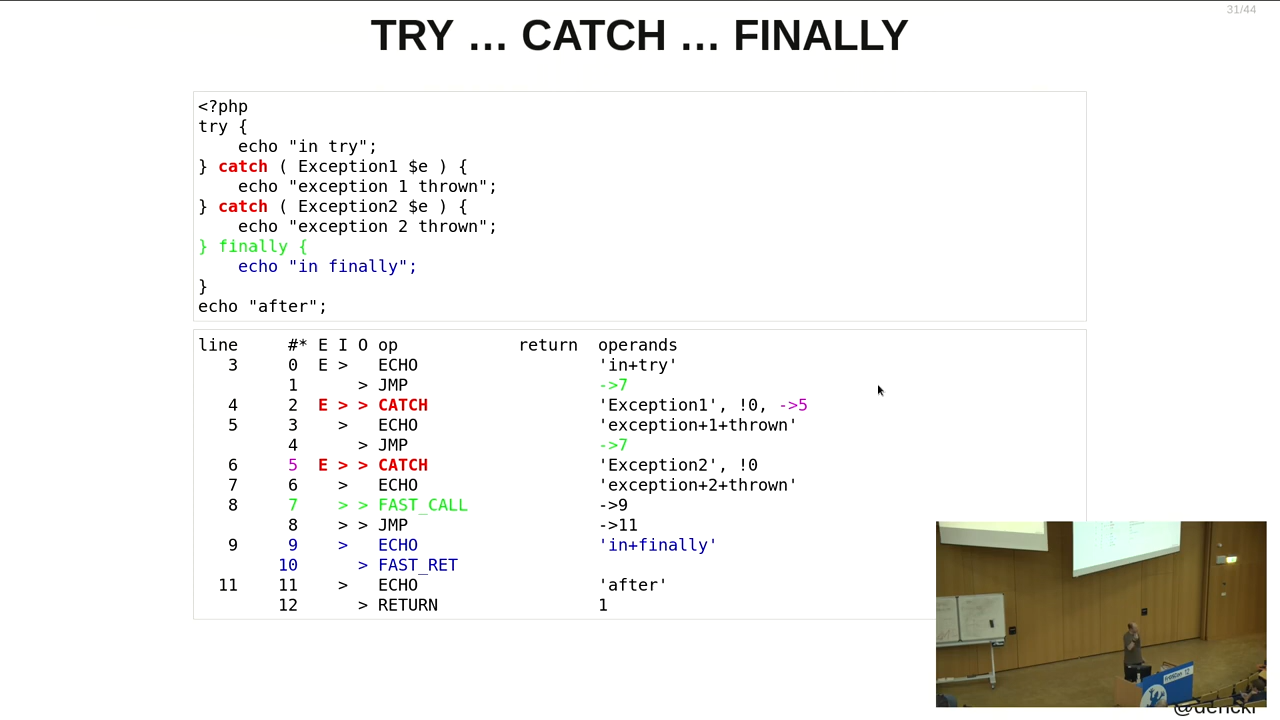 31/44
TRY ... CATCH ... FINALLY
<?php
try {
    echo "in try";
} catch ( Exception1 $e ) {
    echo "exception 1 thrown";
} catch ( Exception2 $e ) {
    echo "exception 2 thrown";
} finally {
    echo "in finally";
}
echo "after";
line     #* E I O op            return  operands
   3     0  E >   ECHO                  'in+try'
         1      > JMP                   ->7
   4     2  E > > CATCH                 'Exception1', !0, ->5
   5     3    >   ECHO                  'exception+1+thrown'
         4      > JMP                   ->7
   6     5  E > > CATCH                 'Exception2', !0
   7     6    >   ECHO                  'exception+2+thrown'
   8     7    > > FAST_CALL             ->9
         8    > > JMP                   ->11
   9     9    >   ECHO                  'in+finally'
        10      > FAST_RET
  11    11    >   ECHO                  'after'
        12      > RETURN                1